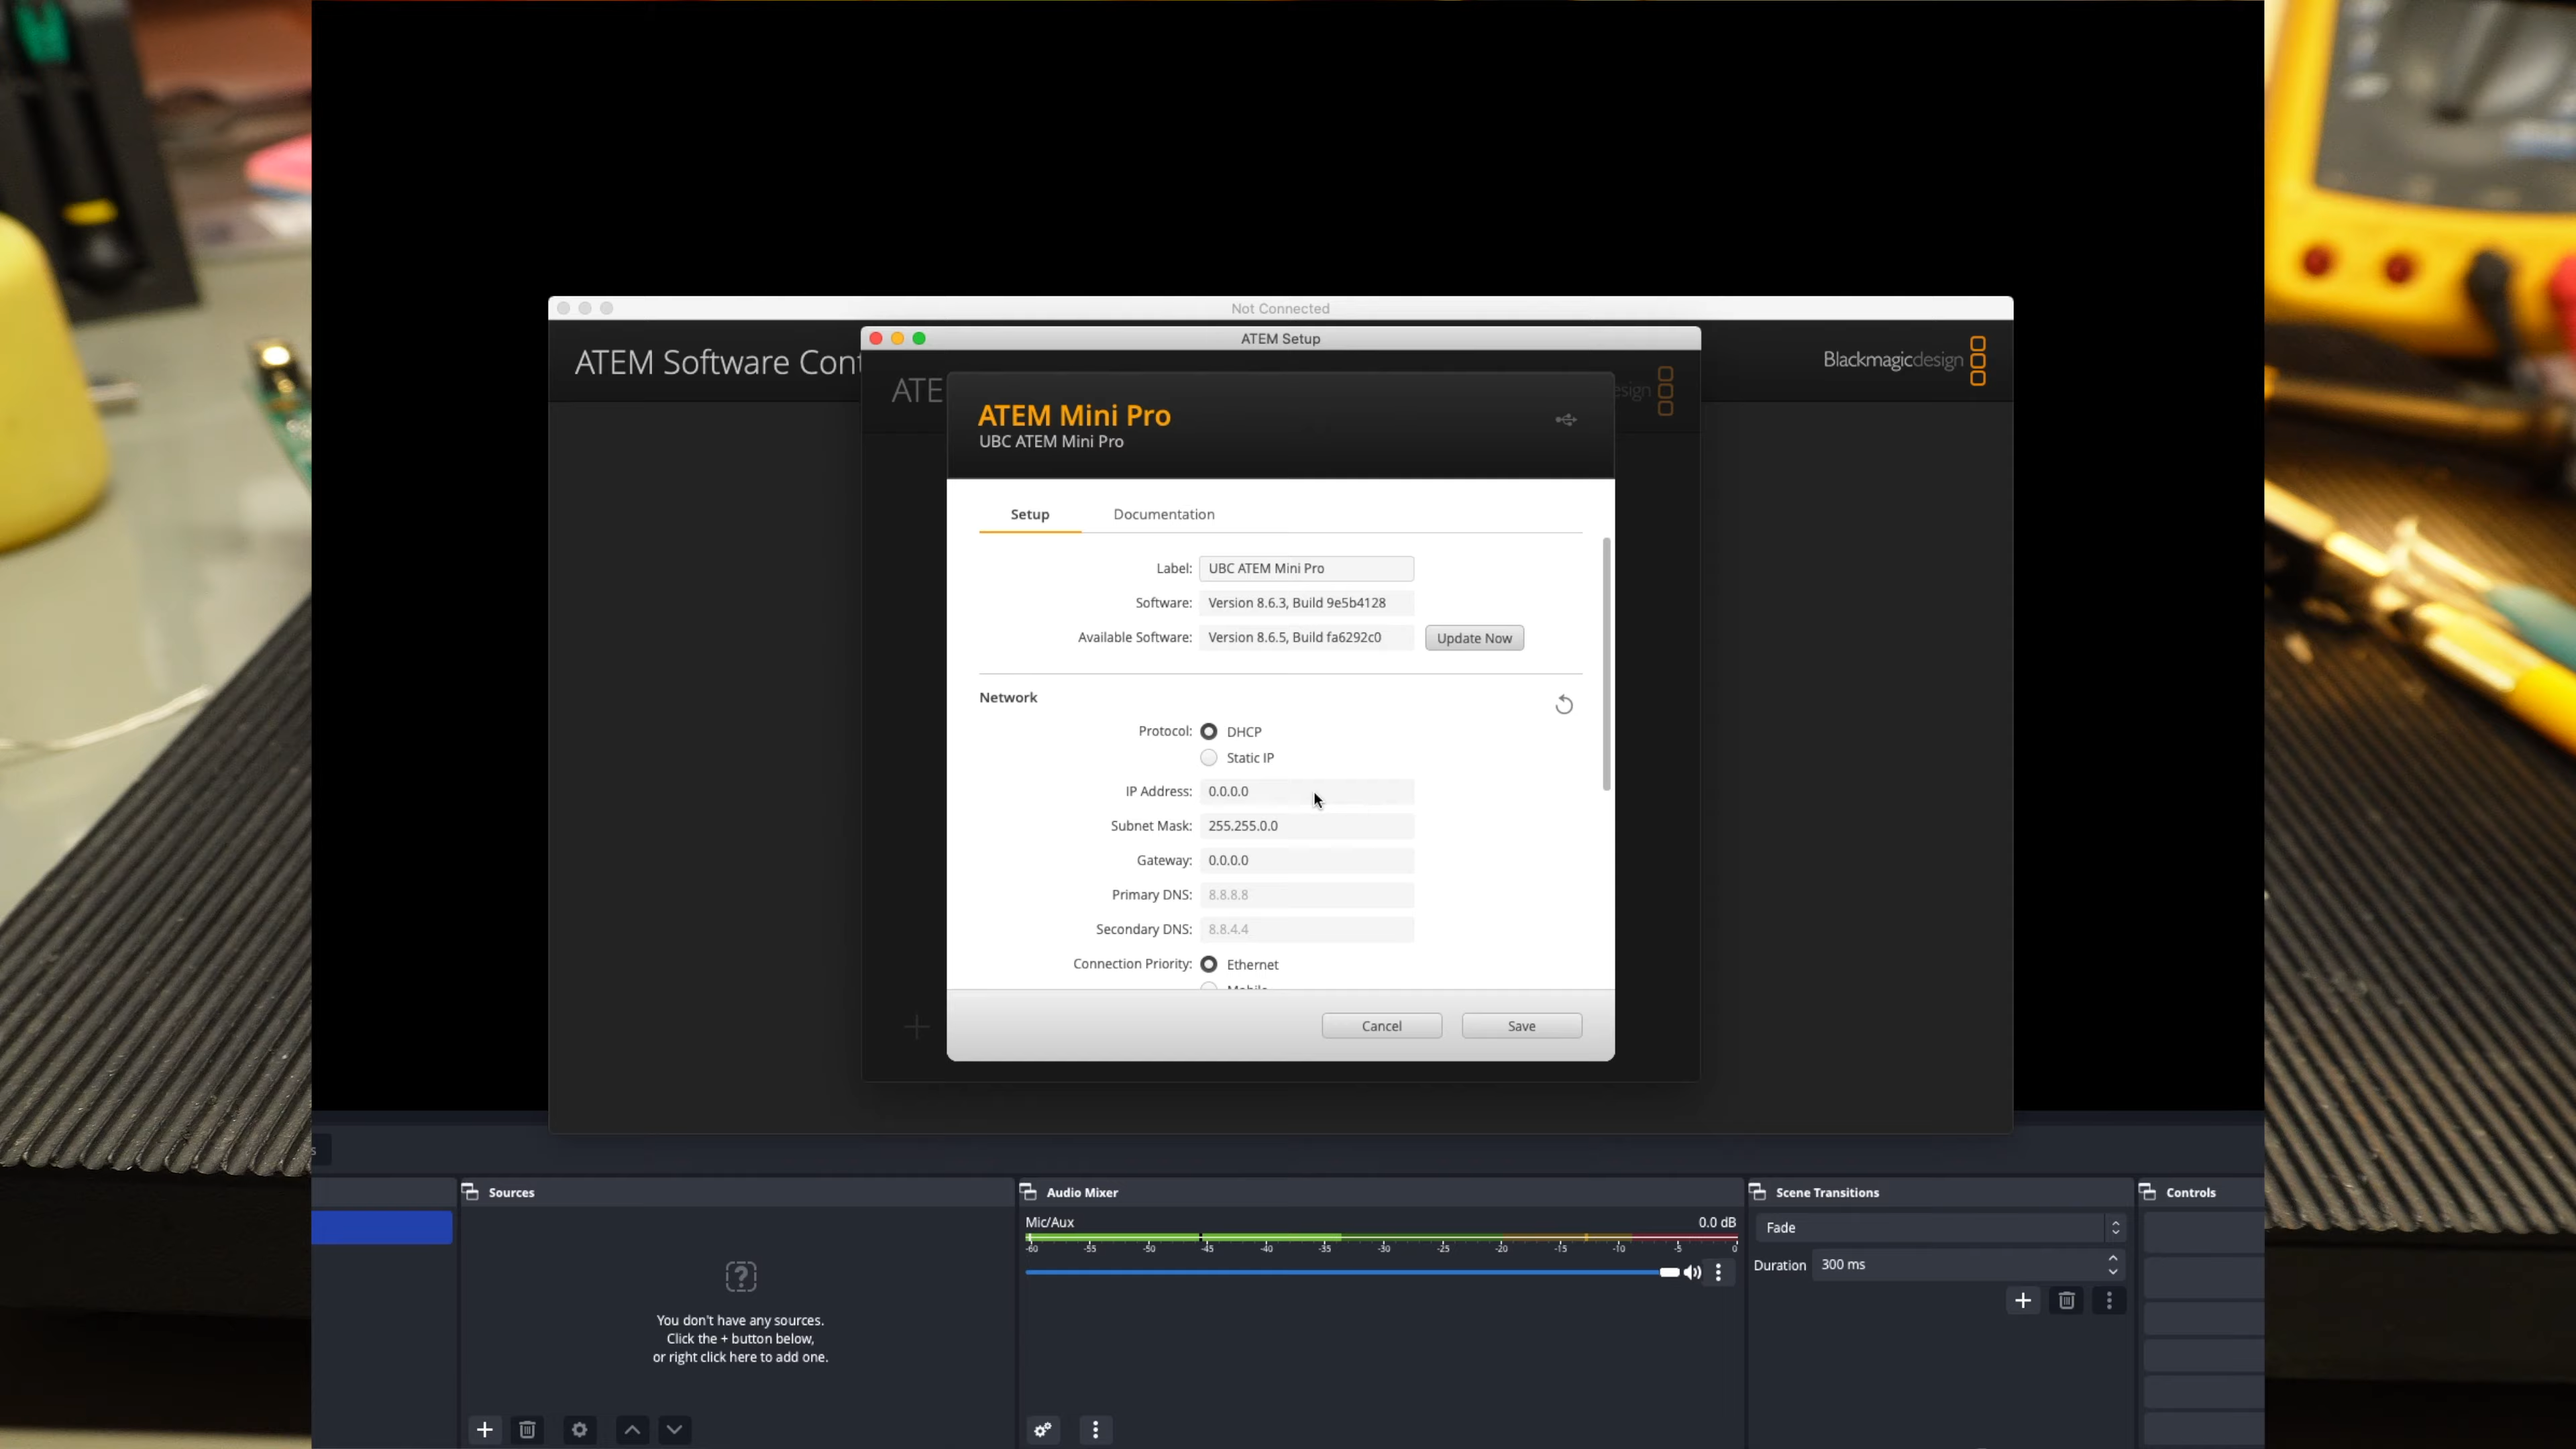 Not Connected
ATEM Software Cont
Blackmagicdesign
ATEM Setup
ATE
esign
ATEM Mini Pro
UBC ATEM Mini Pro
Setup
Documentation
Label: UBC ATEM Mini Pro
Software: Version 8.6.3, Build 9e5b4128
Available Software: Version 8.6.5, Build fa6292c0 Update Now
Network
Protocol: DHCP
Static IP
IP Address: 0.0.0.0
Subnet Mask: 255.255.0.0
Gateway: 0.0.0.0
Primary DNS: 8.8.8.8
Secondary DNS: 8.8.4.4
Connection Priority: Ethernet
Mobile
Cancel Save
s
Sources
You don't have any sources.
Click the + button below,
or right click here to add one.
Audio Mixer
Mic/Aux 0.0 dB
-60 -55 -50 -45 -40 -35 -30 -25 -20 -15 -10 -5 0
Scene Transitions
Fade
Duration 300 ms
Controls